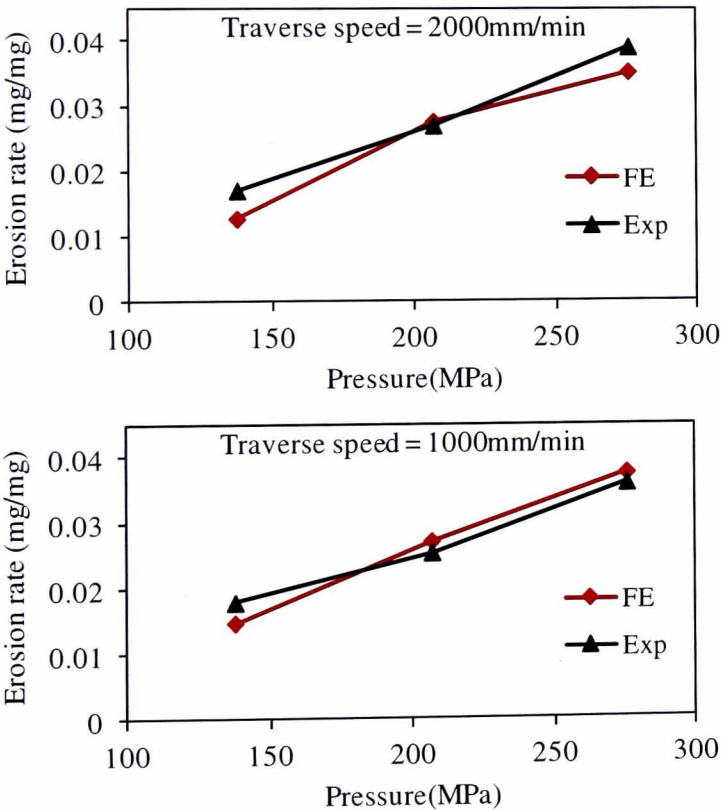 Traverse speed = 2000mm/min
Erosion rate (mg/mg)
0.04
0.03
0.02
0.01
0
FE
Exp
100 150 200 250 300
Pressure(MPa)
Traverse speed = 1000mm/min
Erosion rate (mg/mg)
0.04
0.03
0.02
0.01
0
FE
Exp
100 150 200 250 300
Pressure(MPa)